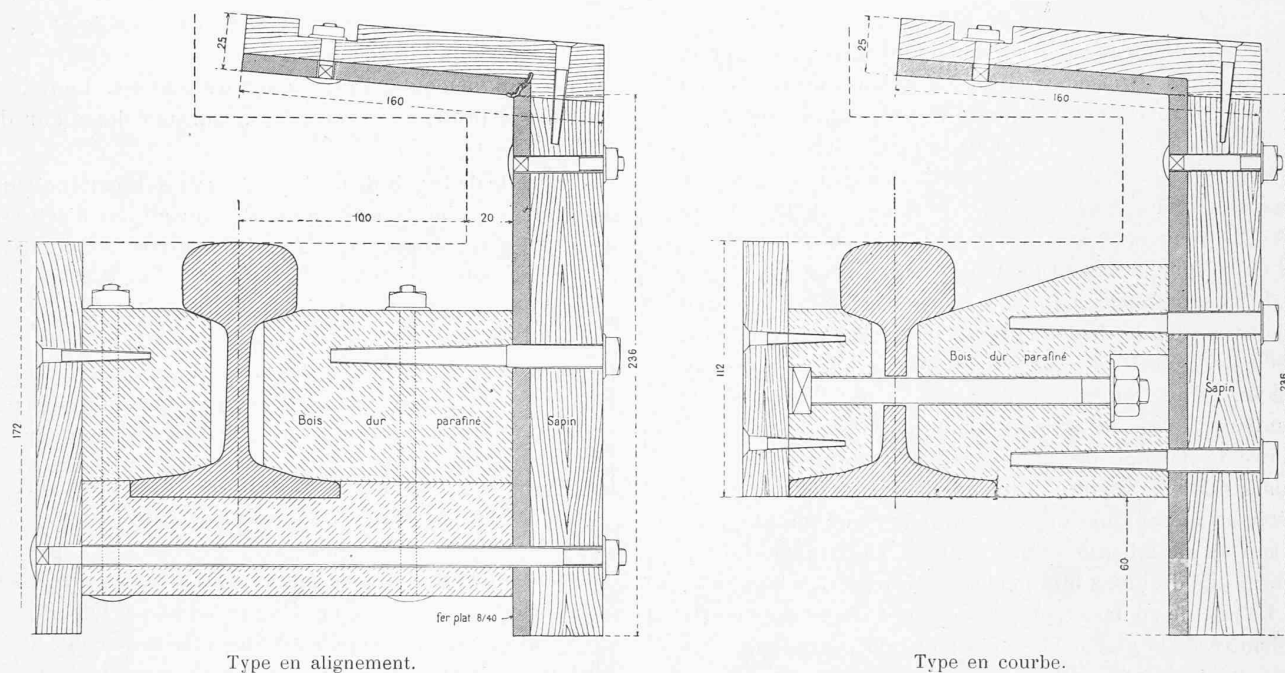 25
160
100
20
172
236
Bois dur parafiné
Sapin
fer plat 8/40
Type en alignement.
25
160
112
236
Bois dur parafiné
Sapin
60
Type en courbe.